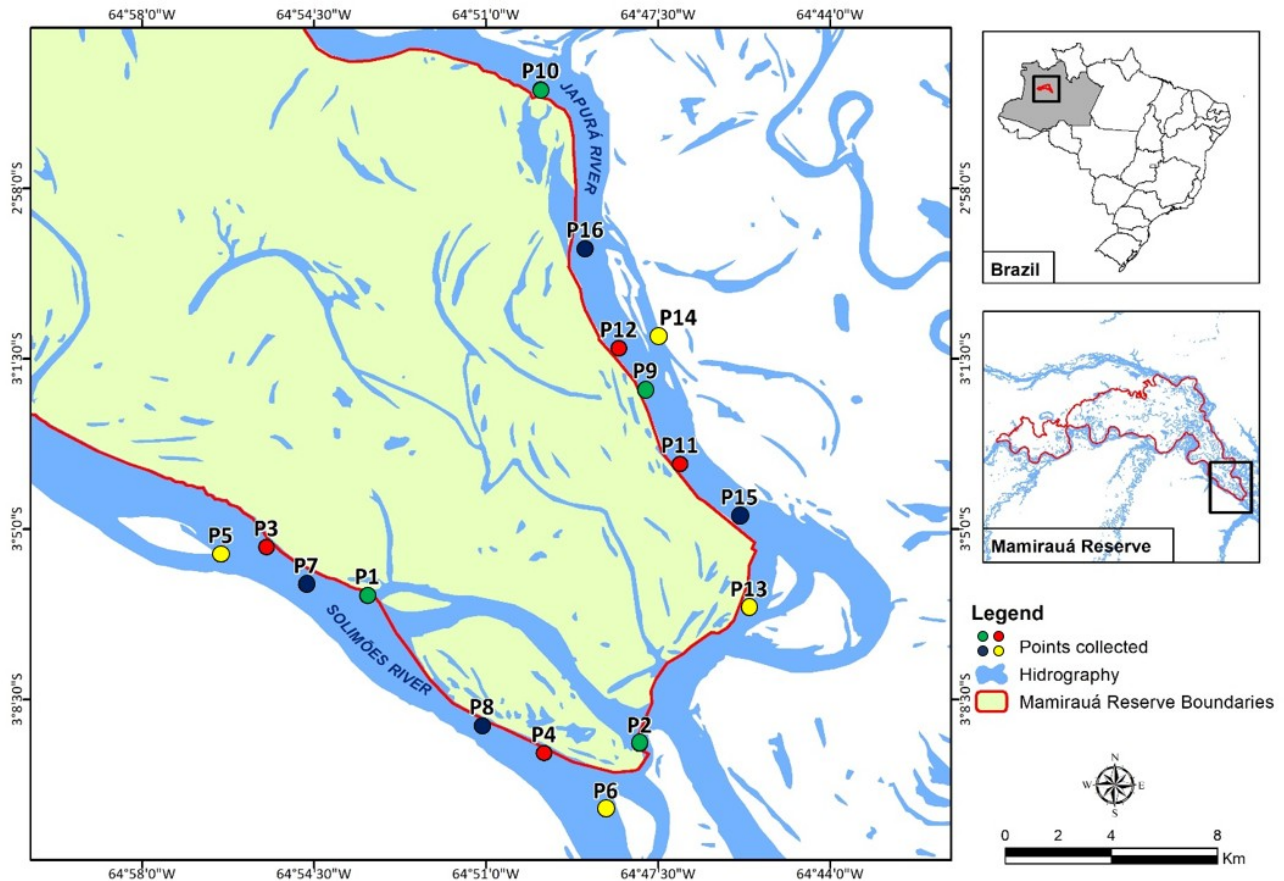 64°58'0"W 64°54'30"W 64°51'0"W 64°47'30"W 64°44'0"W
P10
JAPURÁ RIVER
2°58'0"S 2°58'0"S
P16
P14
P12
3°1'30"S 3°1'30"S
P9
P11
P15
3°5'0"S 3°5'0"S
P3
P5
P7
P1
P13
SOLIMÕES RIVER
3°8'30"S 3°8'30"S
P8
P2
P4
P6
64°58'0"W 64°54'30"W 64°51'0"W 64°47'30"W 64°44'0"W
Brazil
Mamirauá Reserve
Legend
Points collected
Hidrography
Mamirauá Reserve Boundaries
N
W E
S
0 4 8
Km